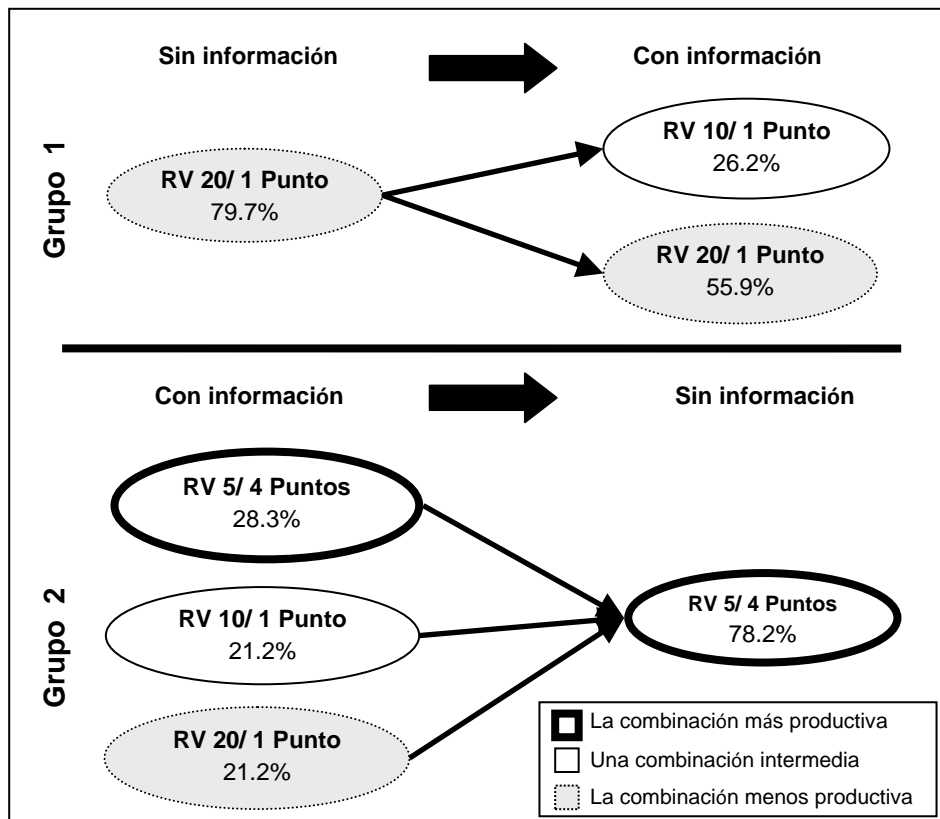 Sin información
Con información
Grupo 1
RV 20/ 1 Punto
79.7%
RV 10/ 1 Punto
26.2%
RV 20/ 1 Punto
55.9%
Con información
Sin información
Grupo 2
RV 5/ 4 Puntos
28.3%
RV 10/ 1 Punto
21.2%
RV 20/ 1 Punto
21.2%
RV 5/ 4 Puntos
78.2%
La combinación más productiva
Una combinación intermedia
La combinación menos productiva